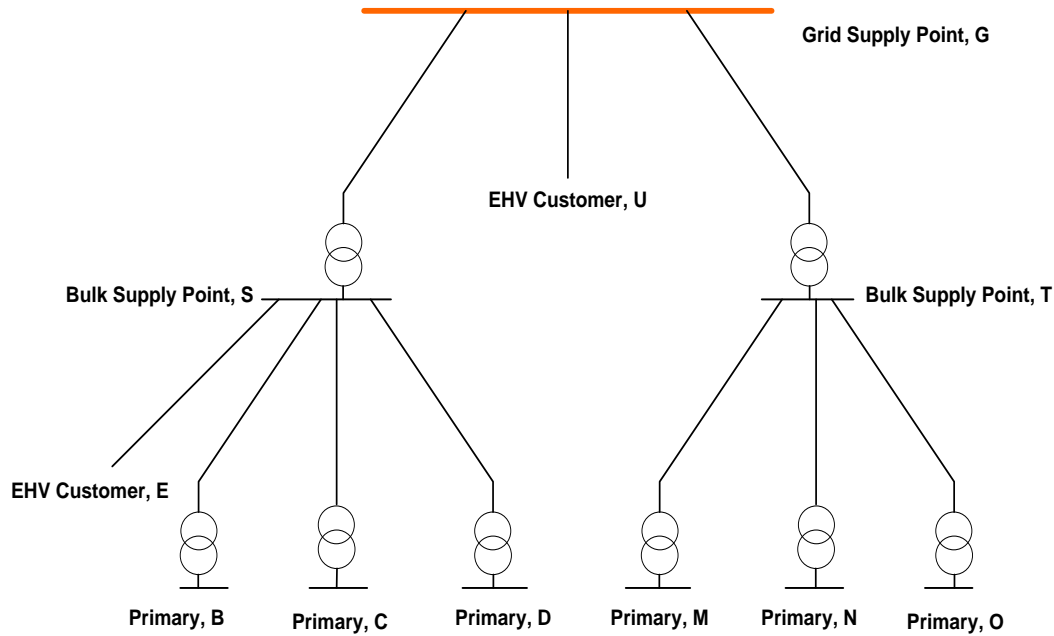 Grid Supply Point, G
EHV Customer, U
Bulk Supply Point, S
Bulk Supply Point, T
EHV Customer, E
Primary, B
Primary, C
Primary, D
Primary, M
Primary, N
Primary, O